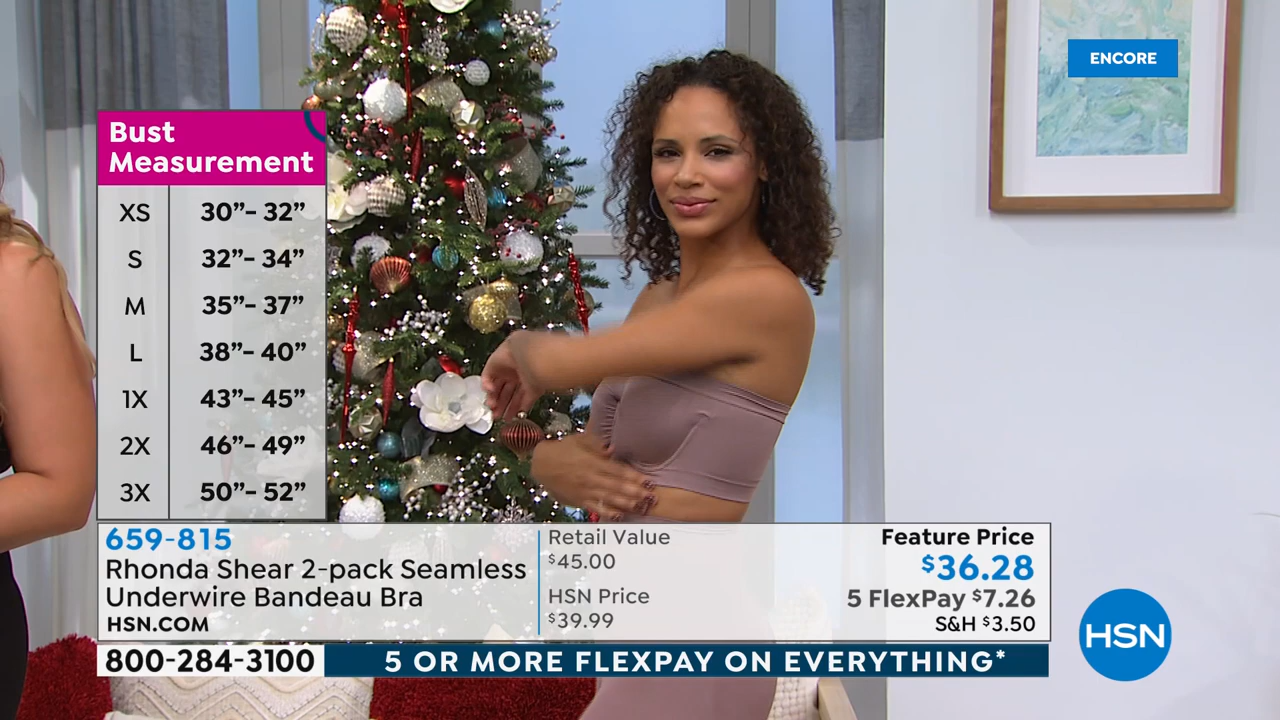 ENCORE
Bust
Measurement
XS 30”– 32”
S 32”– 34”
M 35”– 37”
L 38”– 40”
1X 43”– 45”
2X 46”– 49”
3X 50”– 52”
659-815
Rhonda Shear 2-pack Seamless
Underwire Bandeau Bra
HSN.COM
Retail Value
$45.00
HSN Price
$39.99
Feature Price
$36.28
5 FlexPay $7.26
S&H $3.50
800-284-3100
5 OR MORE FLEXPAY ON EVERYTHING*
HSN